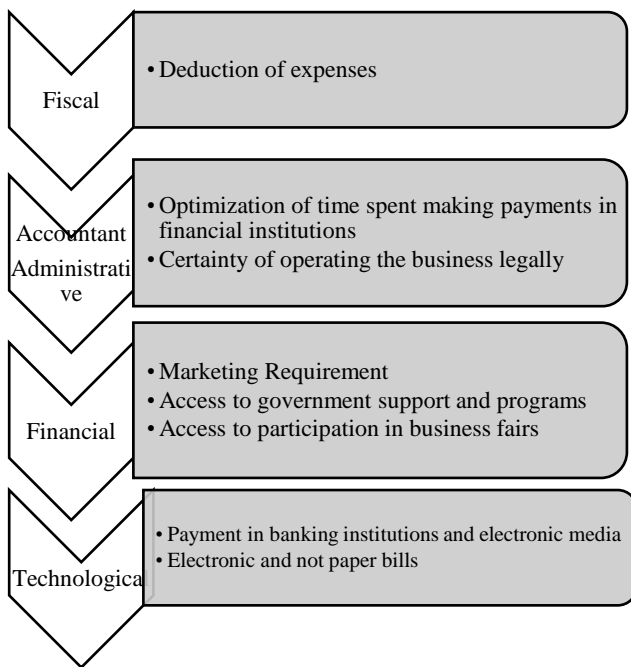 Fiscal
• Deduction of expenses
Accountant
Administrati
ve
• Optimization of time spent making payments in
financial institutions
• Certainty of operating the business legally
Financial
• Marketing Requirement
• Access to government support and programs
• Access to participation in business fairs
Technological
• Payment in banking institutions and electronic media
• Electronic and not paper bills